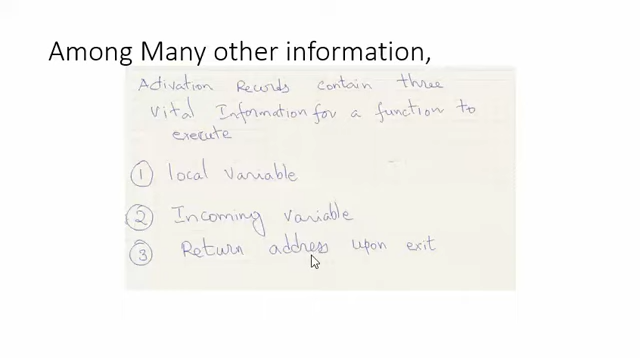 Among Many other information,
Activation Records contain three
Vital Information for a function to
execute
1 local variable
2 Incoming variable
3 Return address upon exit